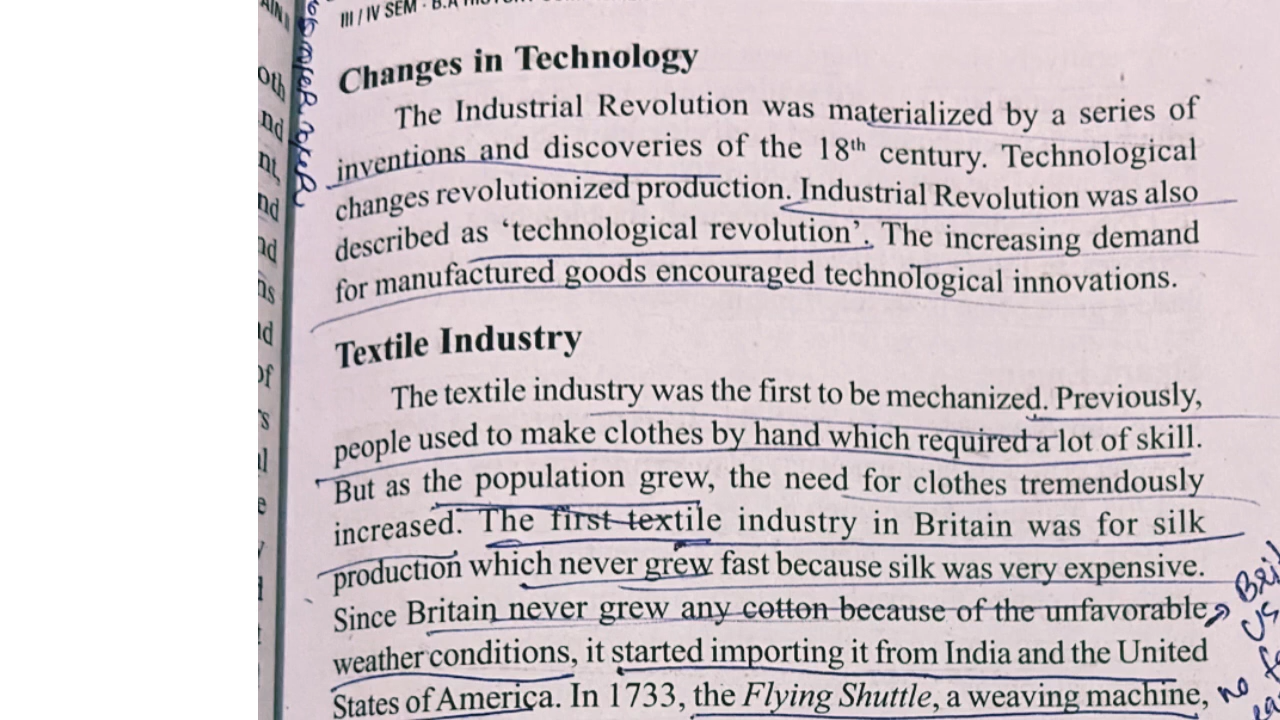 III / IV SEM - B.A
Changes in Technology
The Industrial Revolution was materialized by a series of
inventions and discoveries of the 18th century. Technological
changes revolutionized production. Industrial Revolution was also
described as ‘technological revolution’. The increasing demand
for manufactured goods encouraged technological innovations.
Textile Industry
The textile industry was the first to be mechanized. Previously,
people used to make clothes by hand which required a lot of skill.
But as the population grew, the need for clothes tremendously
increased. The first textile industry in Britain was for silk
production which never grew fast because silk was very expensive.
Since Britain never grew any cotton because of the unfavorable
weather conditions, it started importing it from India and the United
States of America. In 1733, the Flying Shuttle, a weaving machine,